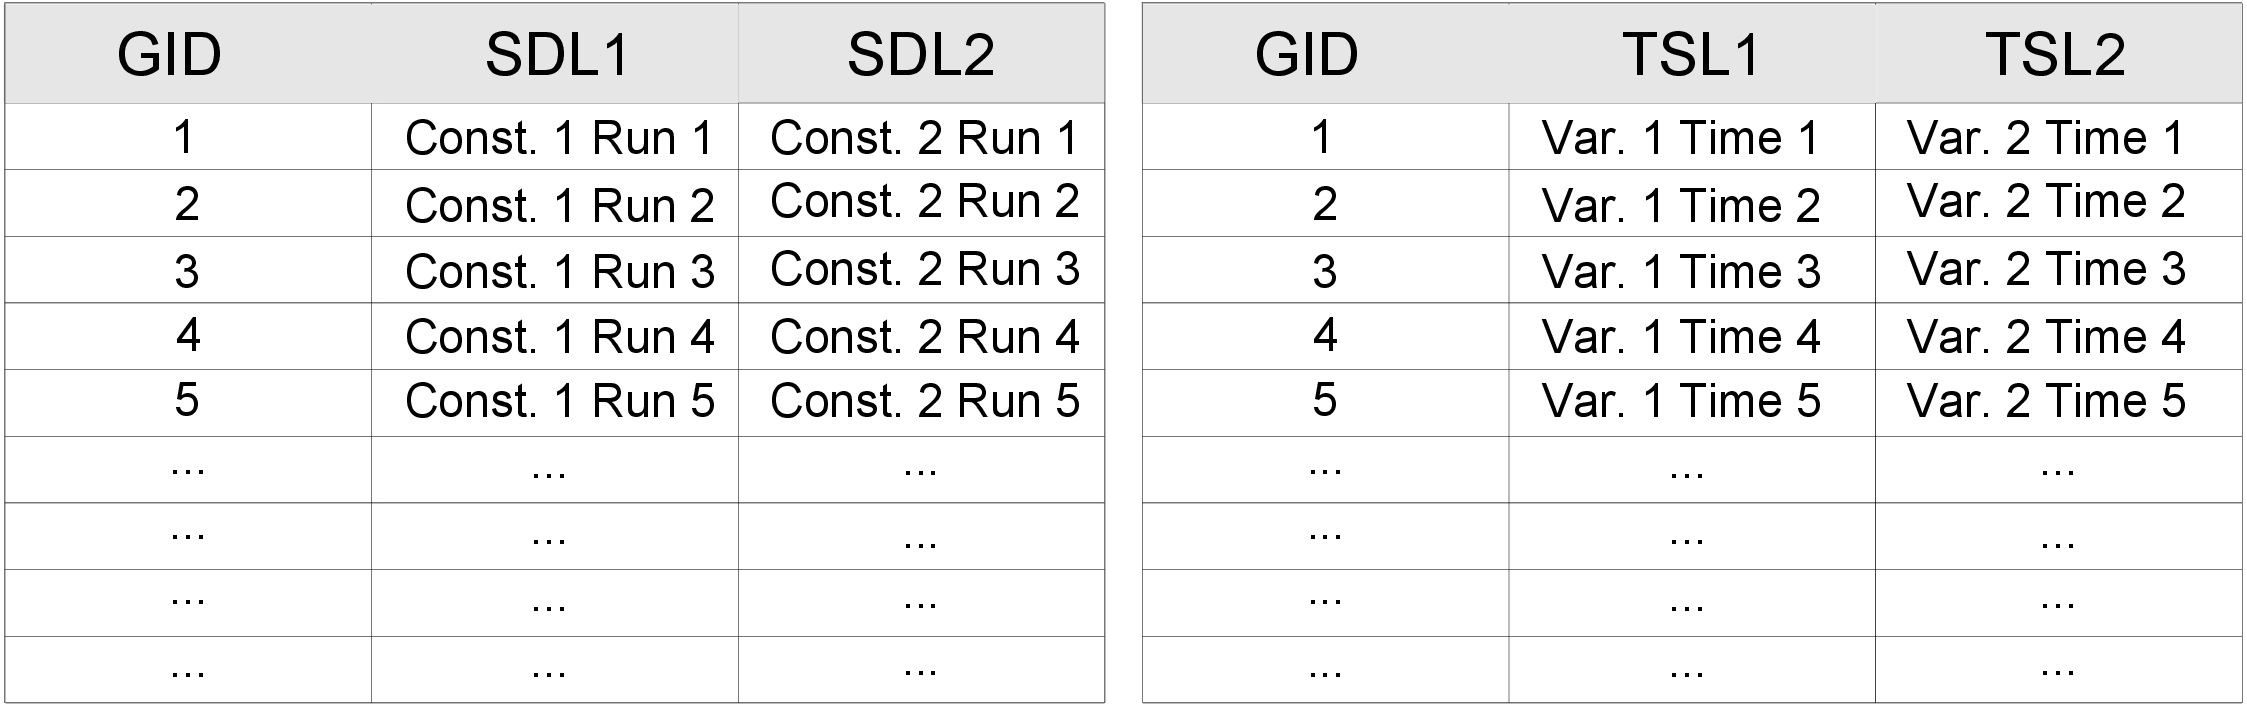 GID SDL1 SDL2
1 Const. 1 Run 1 Const. 2 Run 1
2 Const. 1 Run 2 Const. 2 Run 2
3 Const. 1 Run 3 Const. 2 Run 3
4 Const. 1 Run 4 Const. 2 Run 4
5 Const. 1 Run 5 Const. 2 Run 5
... ... ...
... ... ...
... ... ...
... ... ...
GID TSL1 TSL2
1 Var. 1 Time 1 Var. 2 Time 1
2 Var. 1 Time 2 Var. 2 Time 2
3 Var. 1 Time 3 Var. 2 Time 3
4 Var. 1 Time 4 Var. 2 Time 4
5 Var. 1 Time 5 Var. 2 Time 5
... ... ...
... ... ...
... ... ...
... ... ...